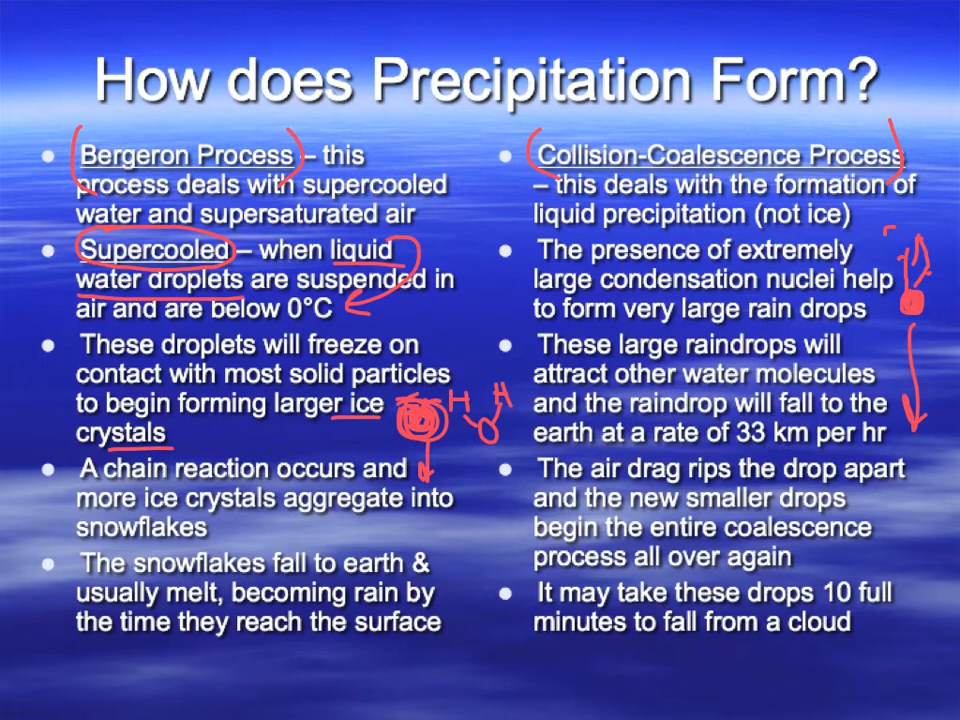 How does Precipitation Form?
● Bergeron Process – this
process deals with supercooled
water and supersaturated air
● Supercooled – when liquid
water droplets are suspended in
air and are below 0°C
● These droplets will freeze on
contact with most solid particles
to begin forming larger ice
crystals
● A chain reaction occurs and
more ice crystals aggregate into
snowflakes
● The snowflakes fall to earth &
usually melt, becoming rain by
the time they reach the surface
● Collision-Coalescence Process
– this deals with the formation of
liquid precipitation (not ice)
● The presence of extremely
large condensation nuclei help
to form very large rain drops
● These large raindrops will
attract other water molecules
and the raindrop will fall to the
earth at a rate of 33 km per hr
● The air drag rips the drop apart
and the new smaller drops
begin the entire coalescence
process all over again
● It may take these drops 10 full
minutes to fall from a cloud
H H
O